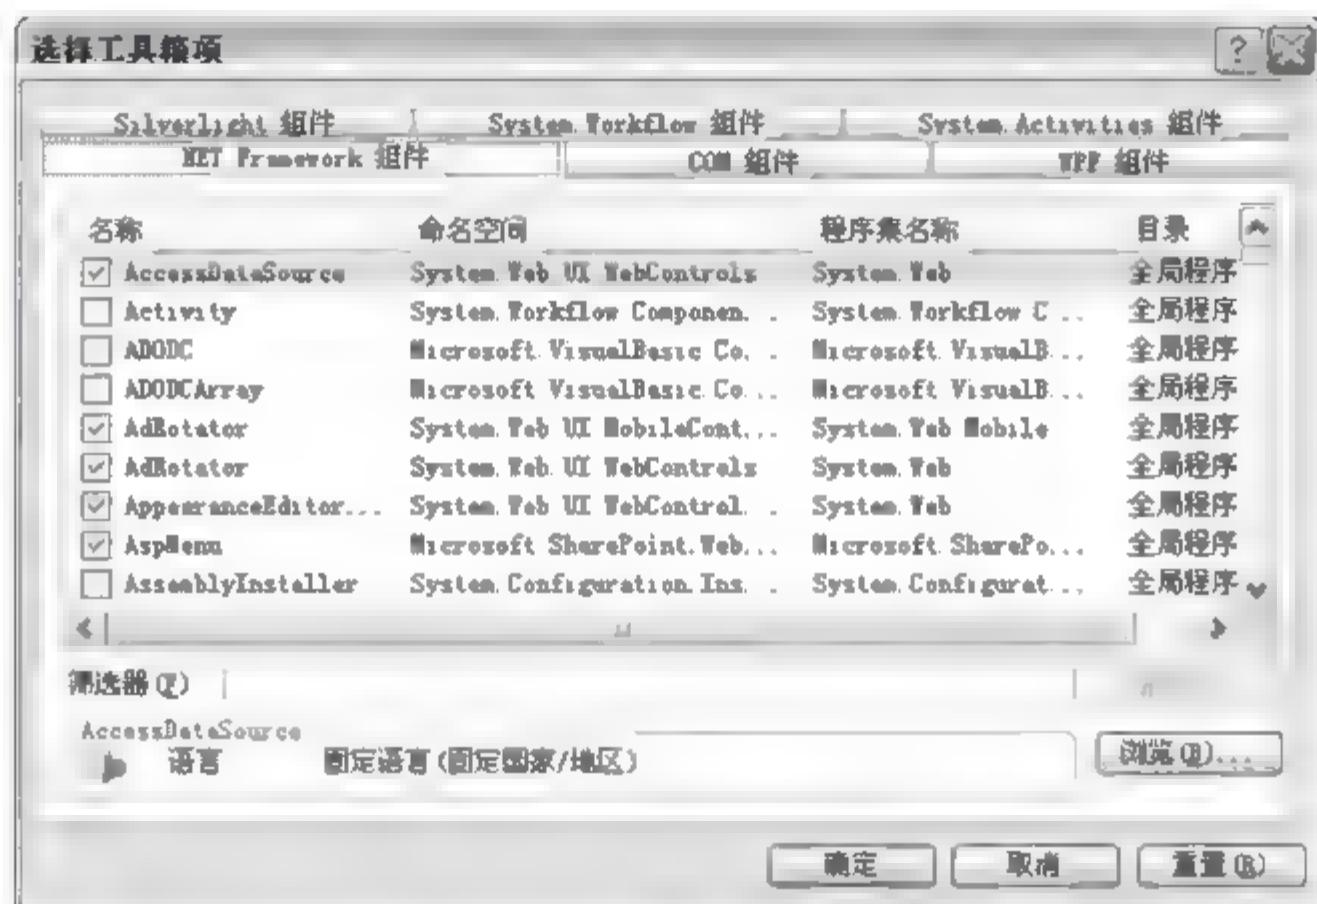 选择工具箱项
Silverlight 组件 System.Workflow 组件 System.Activities 组件
.NET Framework 组件 COM 组件 WPF 组件
名称 命名空间 程序集名称 目录
AccessDataSource System.Web.UI.WebControls System.Web 全局程序
Activity System.Workflow.Componen... System.Workflow.C... 全局程序
ADODC Microsoft.VisualBasic.Co... Microsoft.VisualB... 全局程序
ADODCArray Microsoft.VisualBasic.Co... Microsoft.VisualB... 全局程序
AdRotator System.Web.UI.MobileCont... System.Web.Mobile 全局程序
AdRotator System.Web.UI.WebControls System.Web 全局程序
AppearanceEditor... System.Web.UI.WebControl... System.Web 全局程序
AspMenu Microsoft.SharePoint.Web... Microsoft.SharePo... 全局程序
AssemblyInstaller System.Configuration.Ins... System.Configurat... 全局程序
筛选器(F)
AccessDataSource
语言 固定语言(固定国家/地区) 浏览(B)...
确定 取消 重置(R)